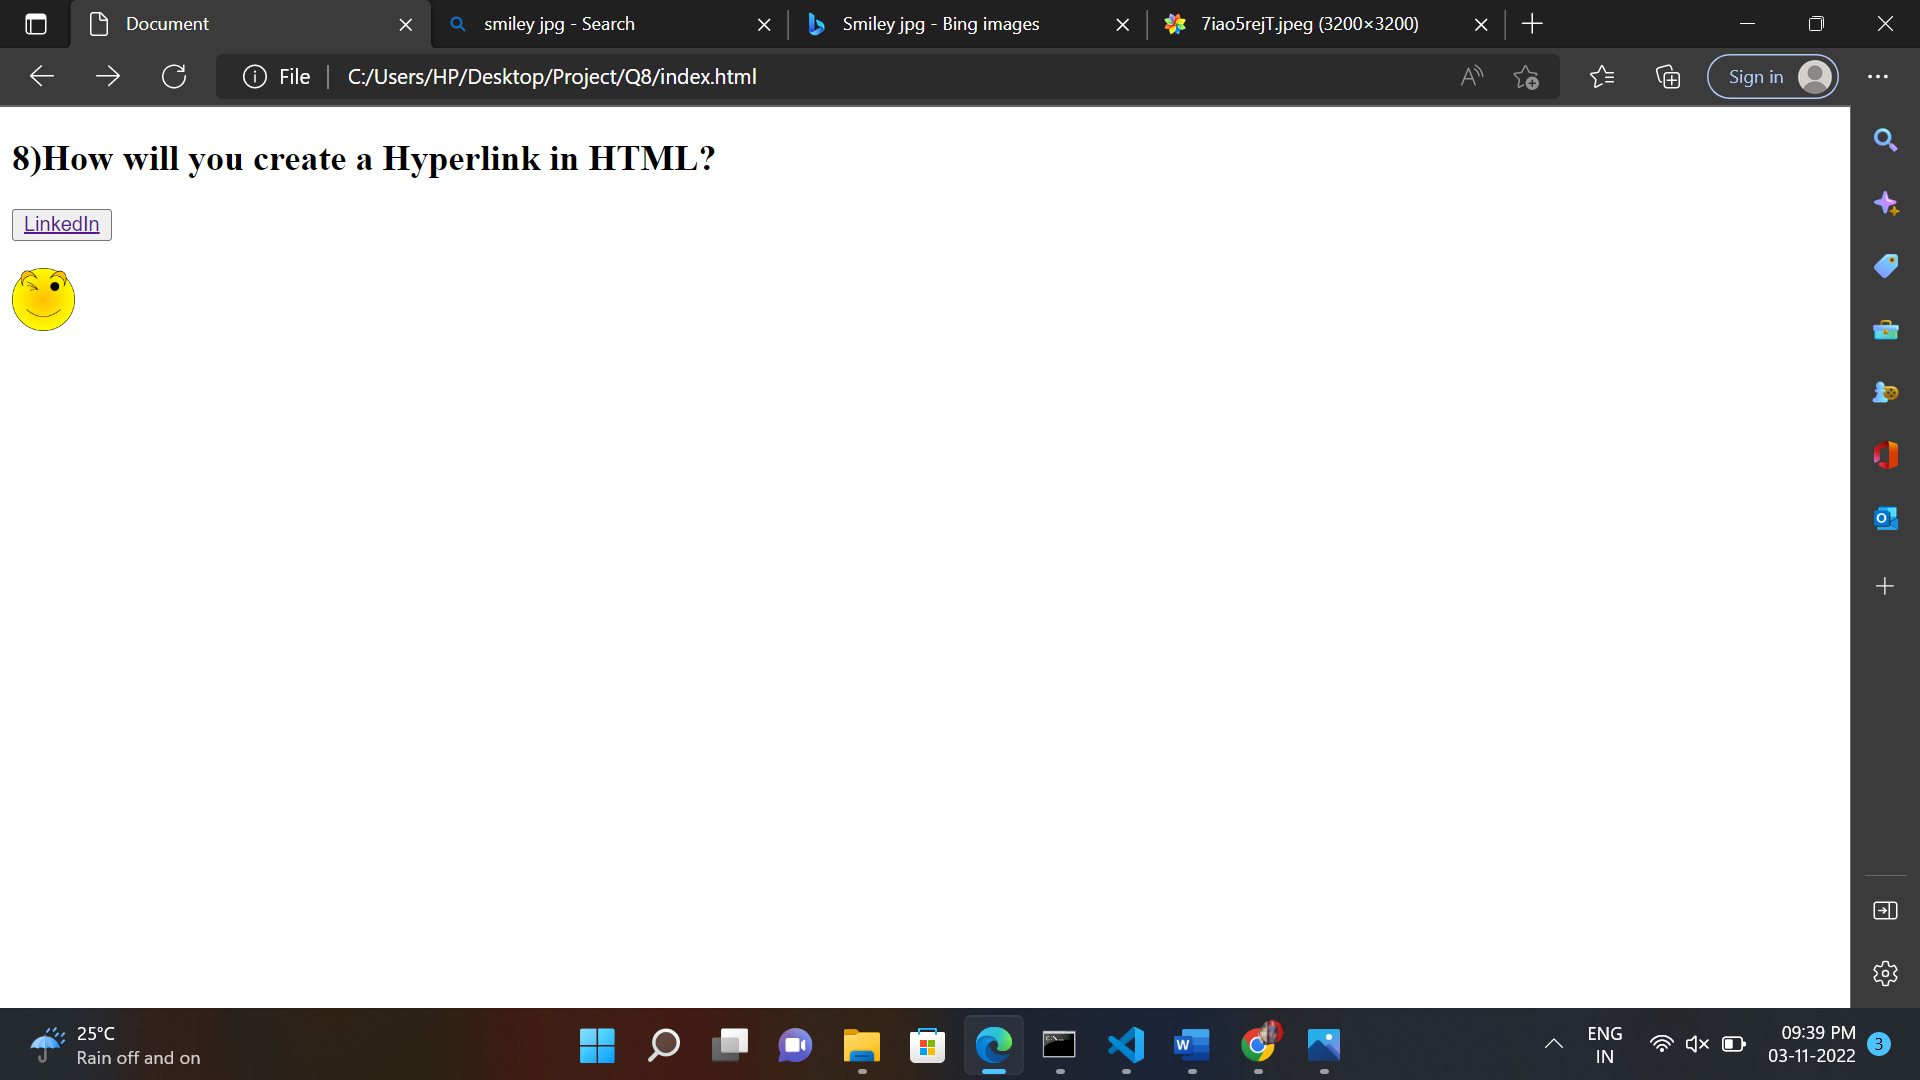 Document
smiley jpg - Search
Smiley jpg - Bing images
7iao5rejT.jpeg (3200×3200)
File
C:/Users/HP/Desktop/Project/Q8/index.html
Sign in
8)How will you create a Hyperlink in HTML?
LinkedIn
25°C
Rain off and on
ENG
IN
09:39 PM
03-11-2022
3